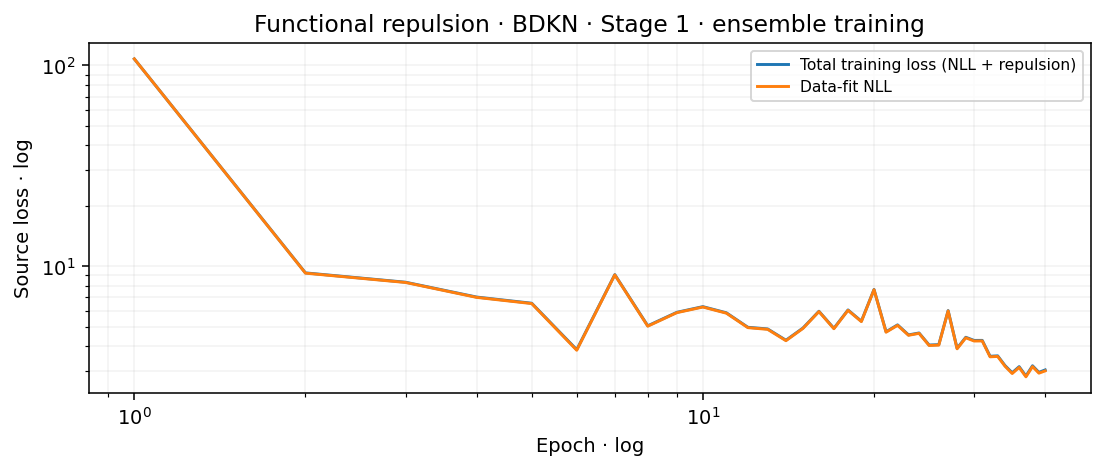 Functional repulsion · BDKN · Stage 1 · ensemble training
Total training loss (NLL + repulsion)
Data-fit NLL
Source loss · log
10²
10¹
10⁰
10¹
Epoch · log